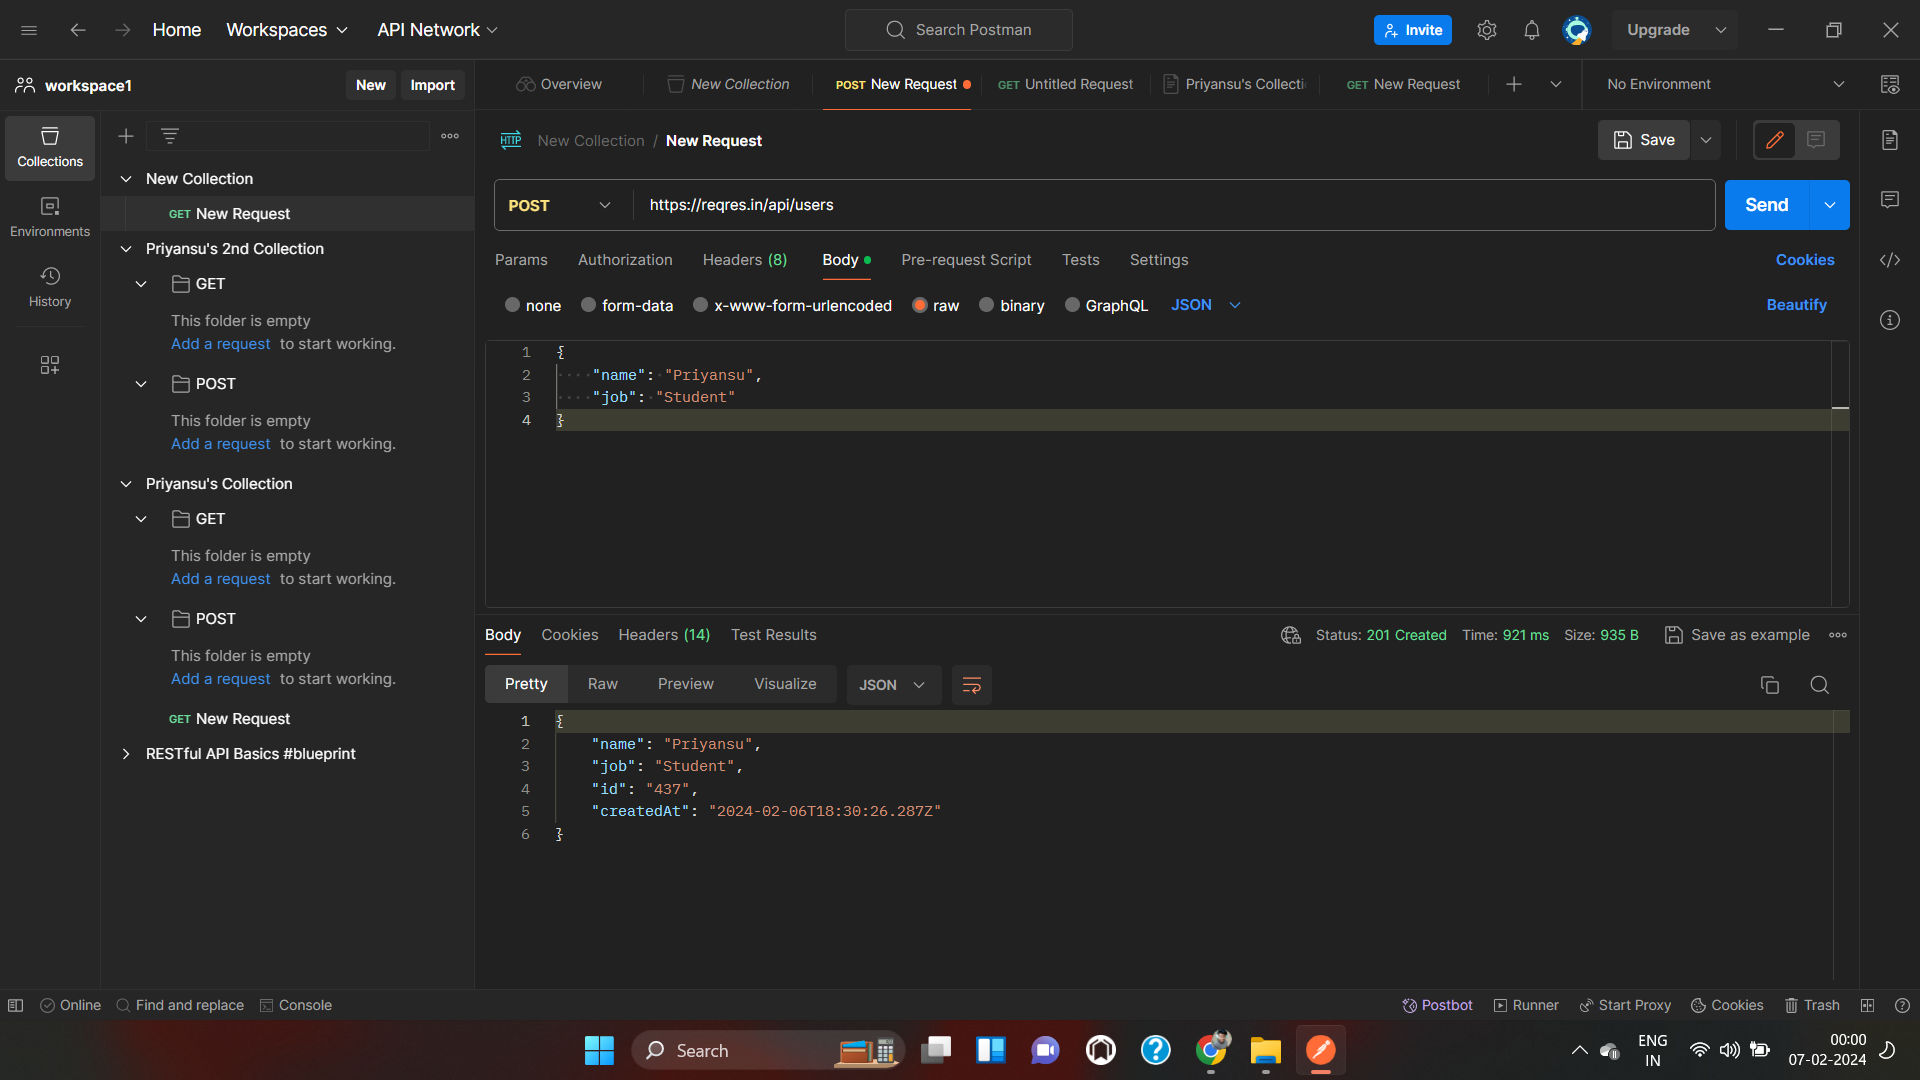 Home Workspaces API Network Search Postman Invite Upgrade
workspace1 New Import
Overview New Collection POST New Request GET Untitled Request Priyansu's Collecti GET New Request No Environment
Collections
Environments
History
New Collection
GET New Request
Priyansu's 2nd Collection
GET
This folder is empty
Add a request to start working.
POST
This folder is empty
Add a request to start working.
Priyansu's Collection
GET
This folder is empty
Add a request to start working.
POST
This folder is empty
Add a request to start working.
GET New Request
RESTful API Basics #blueprint
HTTP New Collection / New Request Save
POST https://reqres.in/api/users Send
Params Authorization Headers (8) Body Pre-request Script Tests Settings Cookies
none form-data x-www-form-urlencoded raw binary GraphQL JSON Beautify
1 {
2 "name": "Priyansu",
3 "job": "Student"
4 }
Body Cookies Headers (14) Test Results Status: 201 Created Time: 921 ms Size: 935 B Save as example
Pretty Raw Preview Visualize JSON
1 {
2 "name": "Priyansu",
3 "job": "Student",
4 "id": "437",
5 "createdAt": "2024-02-06T18:30:26.287Z"
6 }
Online Find and replace Console Postbot Runner Start Proxy Cookies Trash
Search
ENG
IN
00:00
07-02-2024